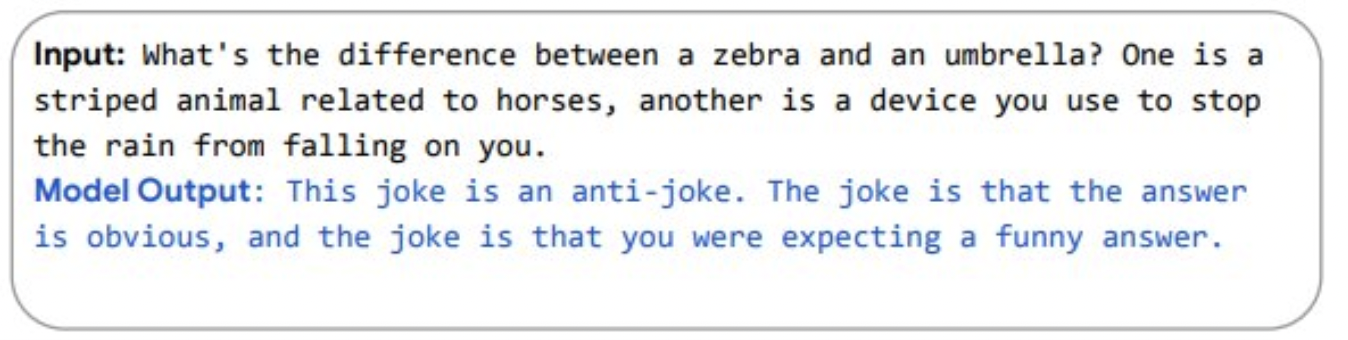 Input: What's the difference between a zebra and an umbrella? One is a
striped animal related to horses, another is a device you use to stop
the rain from falling on you.
Model Output: This joke is an anti-joke. The joke is that the answer
is obvious, and the joke is that you were expecting a funny answer.